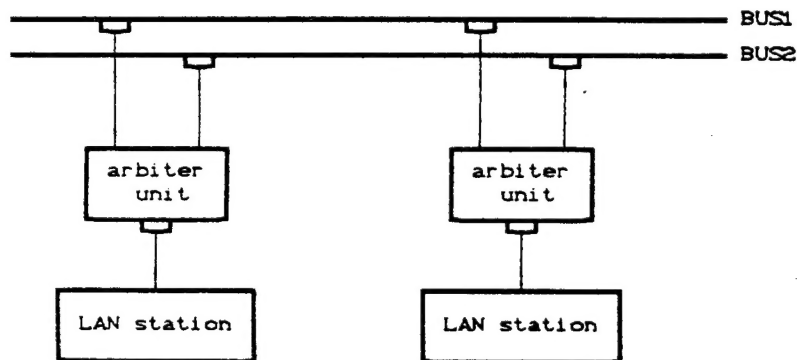 BUS1
BUS2
arbiter
unit
arbiter
unit
LAN station
LAN station